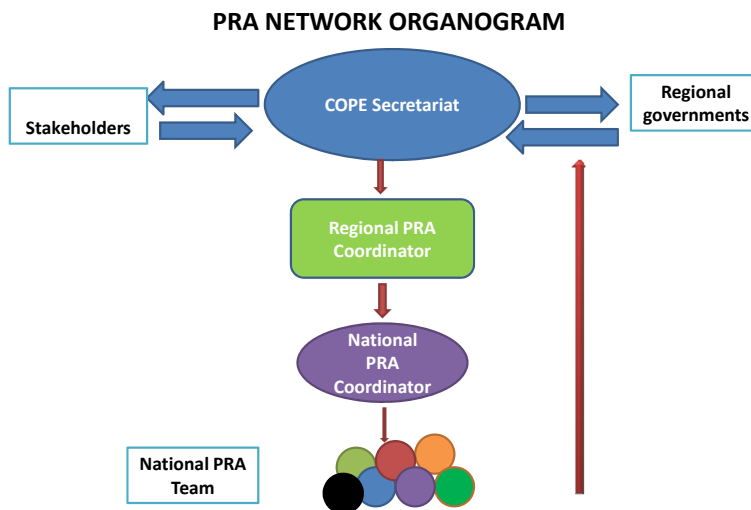 PRA NETWORK ORGANOGRAM
COPE Secretariat
Stakeholders
Regional
governments
Regional PRA
Coordinator
National
PRA
Coordinator
National PRA
Team